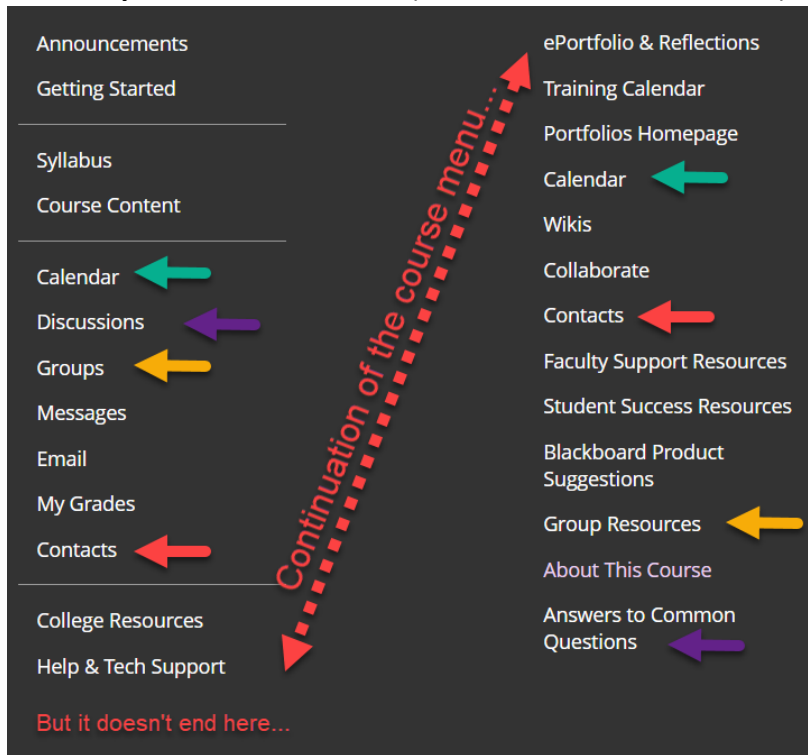 Announcements
Getting Started
Syllabus
Course Content
Calendar
Discussions
Groups
Messages
Email
My Grades
Contacts
College Resources
Help & Tech Support
But it doesn't end here...
Continuation of the course menu...
ePortfolio & Reflections
Training Calendar
Portfolios Homepage
Calendar
Wikis
Collaborate
Contacts
Faculty Support Resources
Student Success Resources
Blackboard Product
Suggestions
Group Resources
About This Course
Answers to Common
Questions